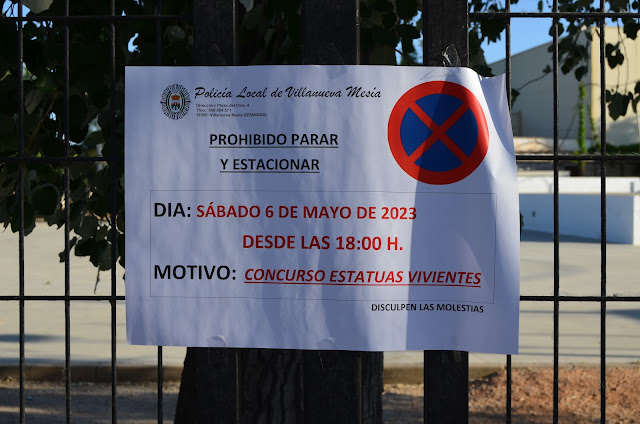 Policía Local de Villanueva Mesía
PROHIBIDO PARAR
Y ESTACIONAR
DIA: SÁBADO 6 DE MAYO DE 2023
DESDE LAS 18:00 H.
MOTIVO: CONCURSO ESTATUAS VIVIENTES
DISCULPEN LAS MOLESTIAS